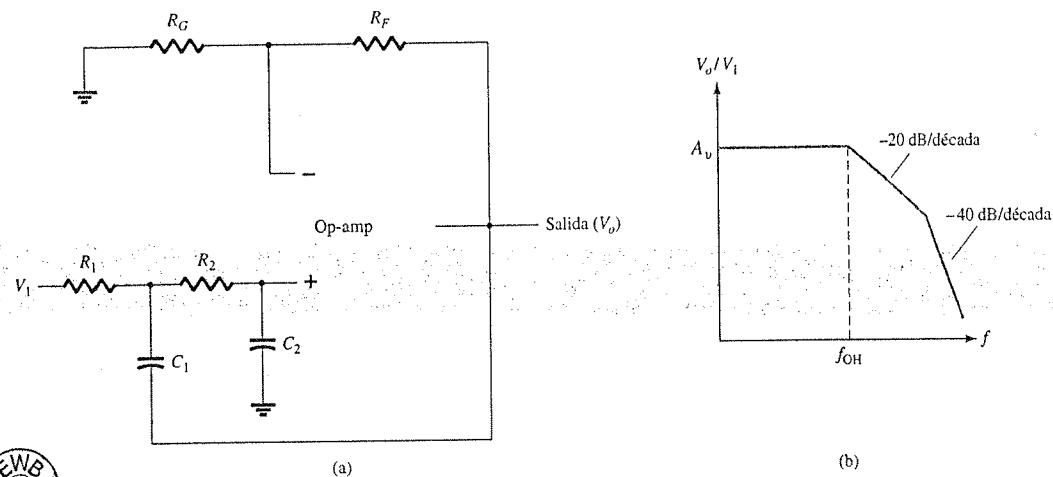 R_G
R_F
−
Op-amp
Salida (V_o)
V_1
R_1
R_2
+
C_1
C_2
(a)
V_o/V_1
A_v
−20 dB/década
−40 dB/década
f_OH
f
(b)
EWB